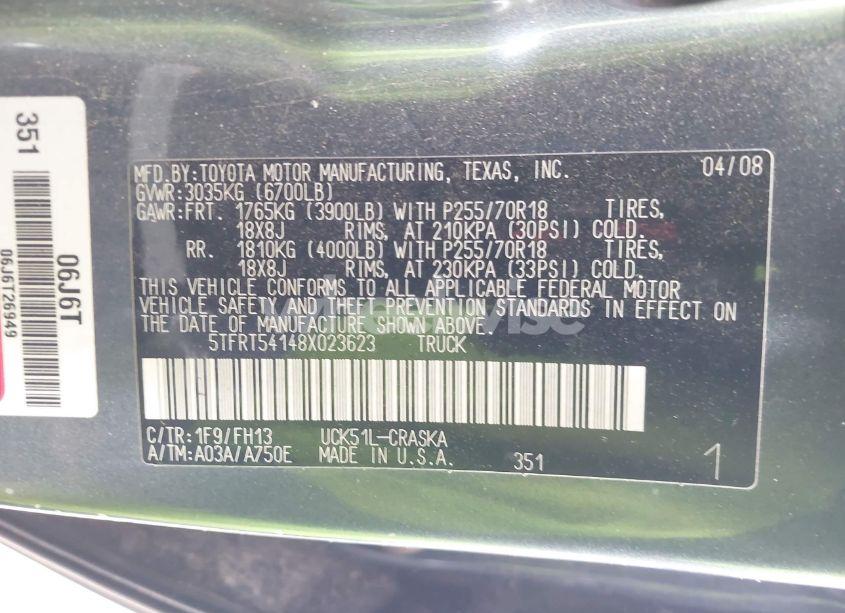 351
06J6T
06J6T26949
MFD.BY:TOYOTA MOTOR MANUFACTURING, TEXAS, INC. 04/08
GVWR:3035KG (6700LB)
GAWR:FRT. 1765KG (3900LB) WITH P255/70R18 TIRES,
18X8J RIMS, AT 210KPA (30PSI) COLD.
RR. 1810KG (4000LB) WITH P255/70R18 TIRES,
18X8J RIMS, AT 230KPA (33PSI) COLD.
THIS VEHICLE CONFORMS TO ALL APPLICABLE FEDERAL MOTOR
VEHICLE SAFETY AND THEFT PREVENTION STANDARDS IN EFFECT ON
THE DATE OF MANUFACTURE SHOWN ABOVE.
5TFRT54148X023623 TRUCK
C/TR:1F9/FH13 UCK51L-CRASKA
A/TM:A03A/A750E MADE IN U.S.A. 351 1